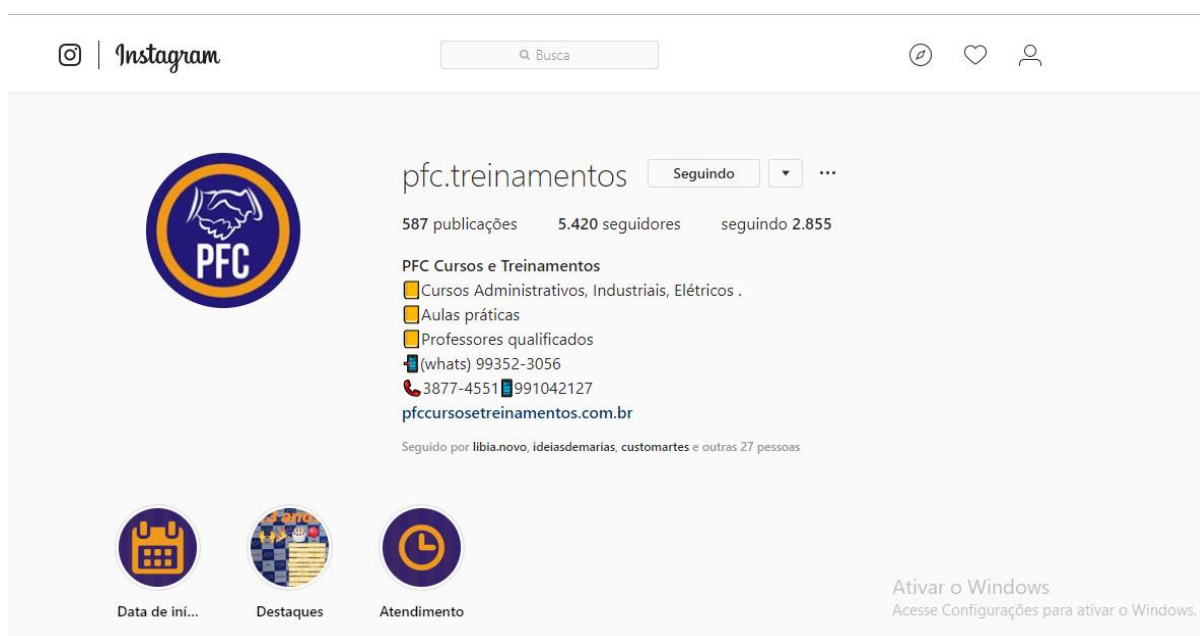 Instagram
Busca
PFC
pfc.treinamentos Seguindo
587 publicações 5.420 seguidores seguindo 2.855
PFC Cursos e Treinamentos
Cursos Administrativos, Industriais, Elétricos .
Aulas práticas
Professores qualificados
(whats) 99352-3056
3877-4551 991042127
pfccursosetreinamentos.com.br
Seguido por libia.novo, ideiasdemarias, customartes e outras 27 pessoas
Data de iní... Destaques Atendimento
Ativar o Windows
Acesse Configurações para ativar o Windows.